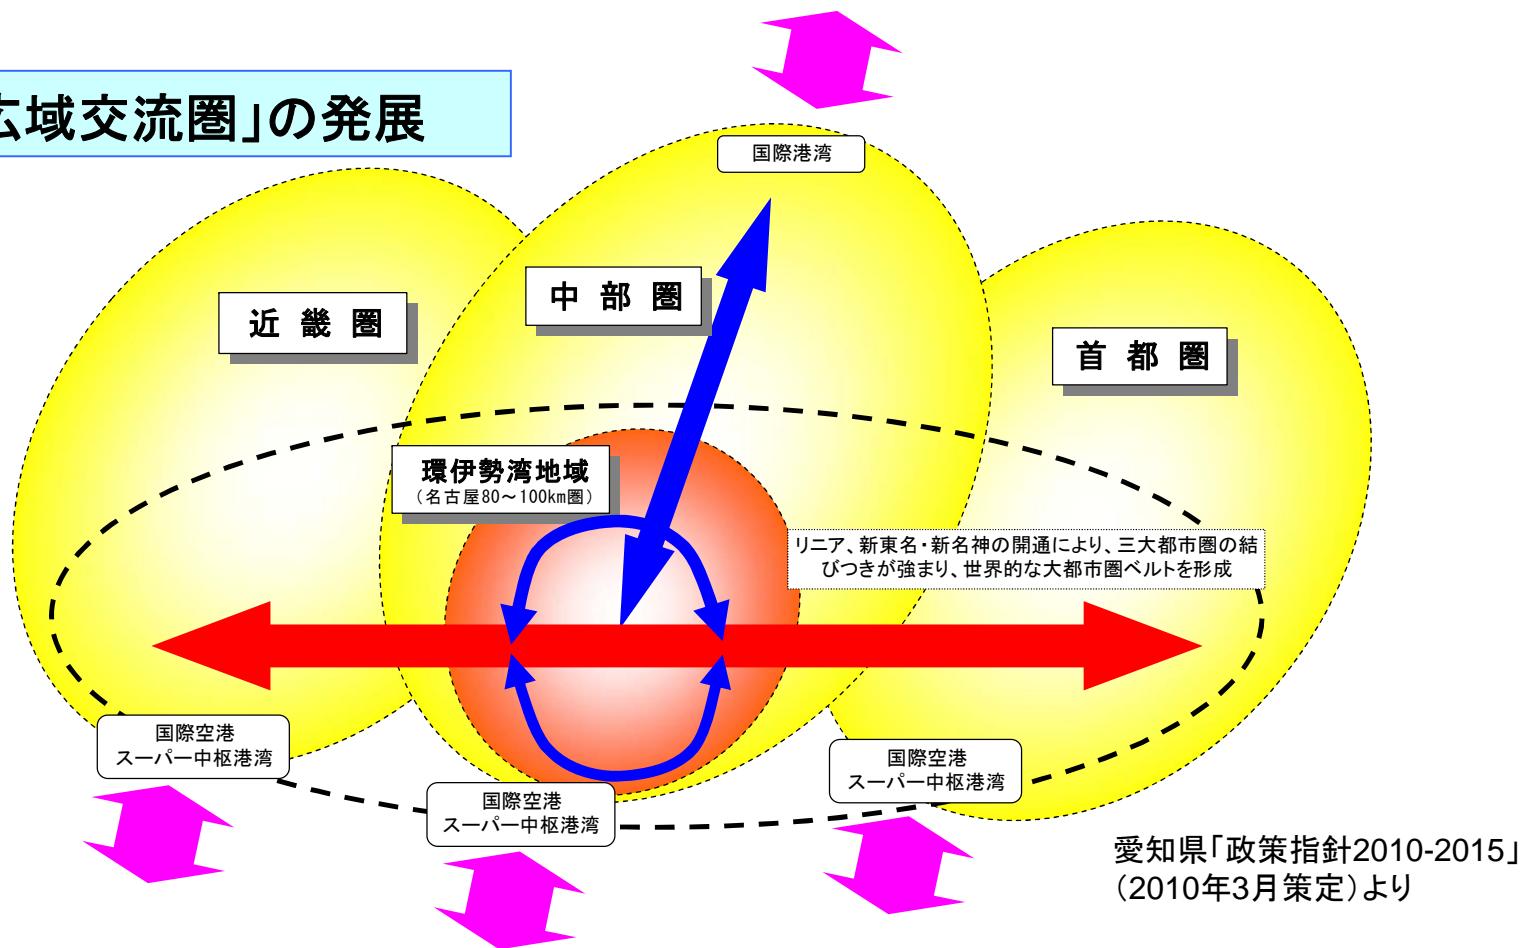 広域交流圏」の発展
国際港湾
近畿圏
中部圏
首都圏
環伊勢湾地域
（名古屋80～100km圏）
リニア、新東名・新名神の開通により、三大都市圏の結
びつきが強まり、世界的な大都市圏ベルトを形成
国際空港
スーパー中枢港湾
国際空港
スーパー中枢港湾
国際空港
スーパー中枢港湾
愛知県「政策指針2010-2015」
（2010年3月策定）より